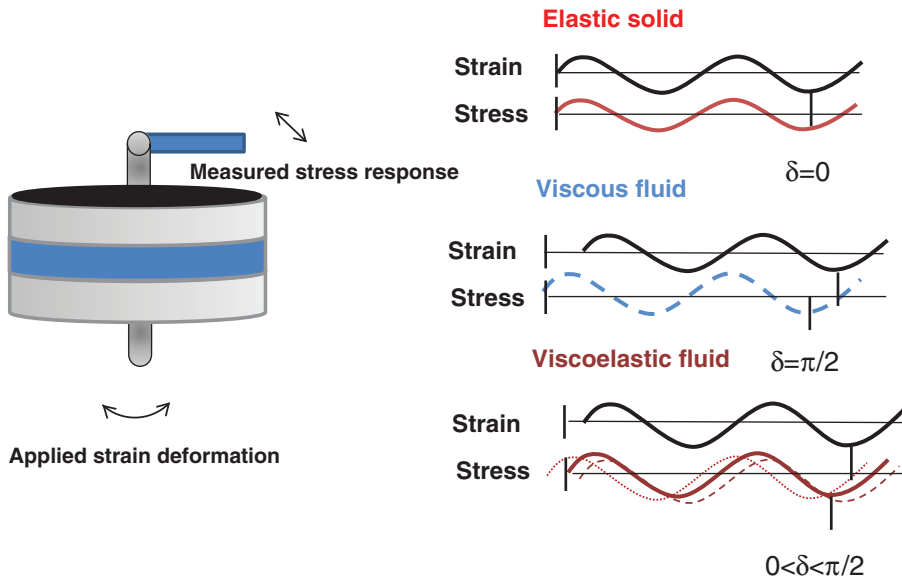 Elastic solid
Strain
Stress
Measured stress response
δ=0
Viscous fluid
Strain
Stress
δ=π/2
Viscoelastic fluid
Strain
Applied strain deformation
Stress
0<δ<π/2